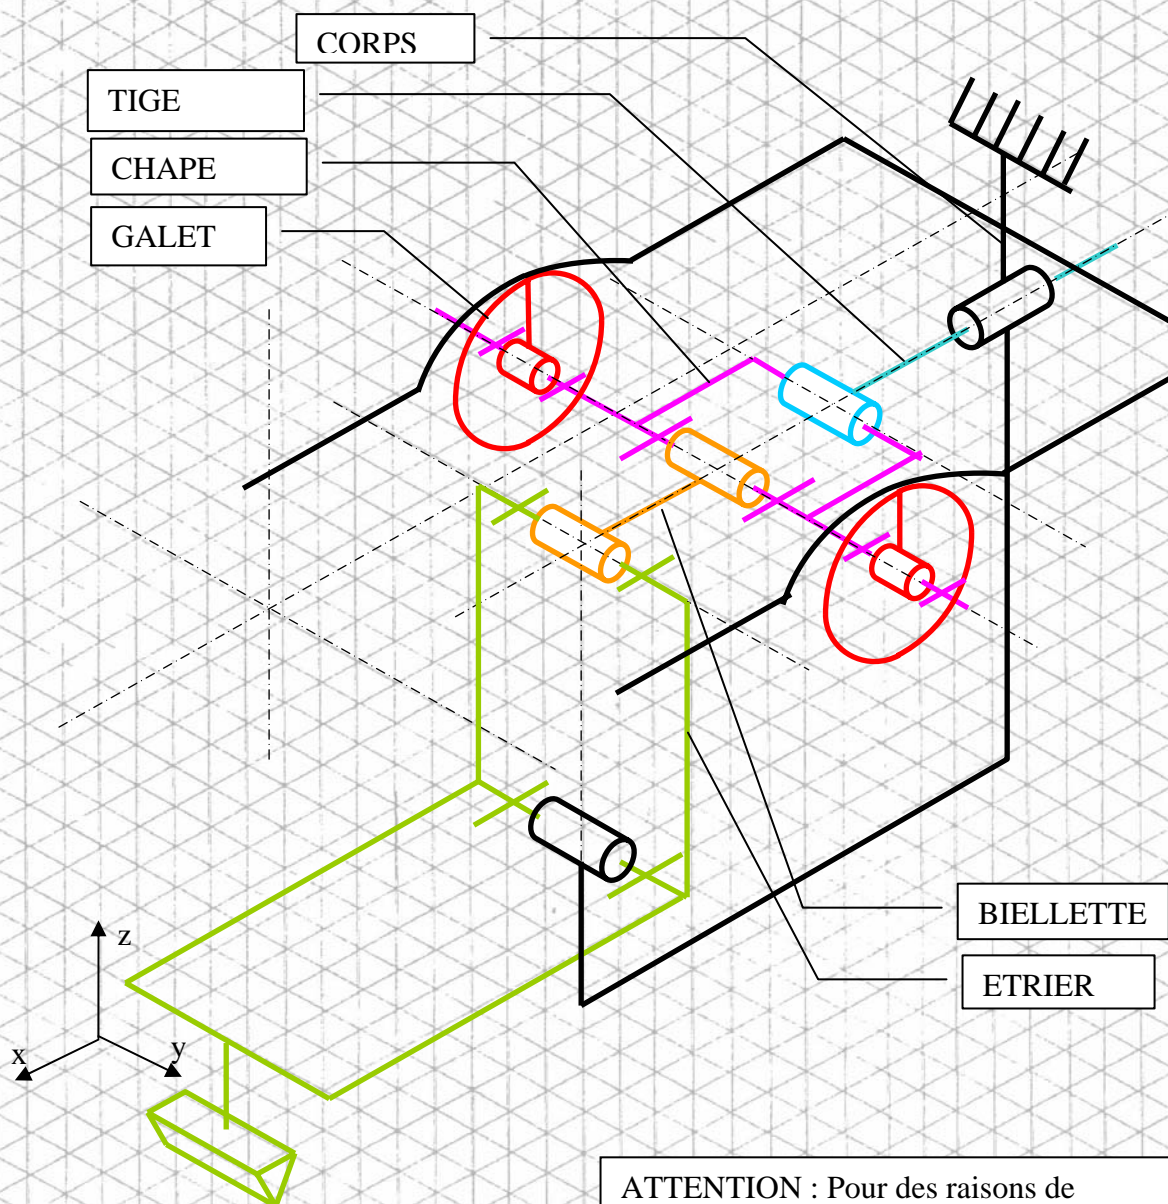 CORPS
TIGE
CHAPE
GALET
BIELLETTE
ETRIER
z
x
y
ATTENTION : Pour des raisons de